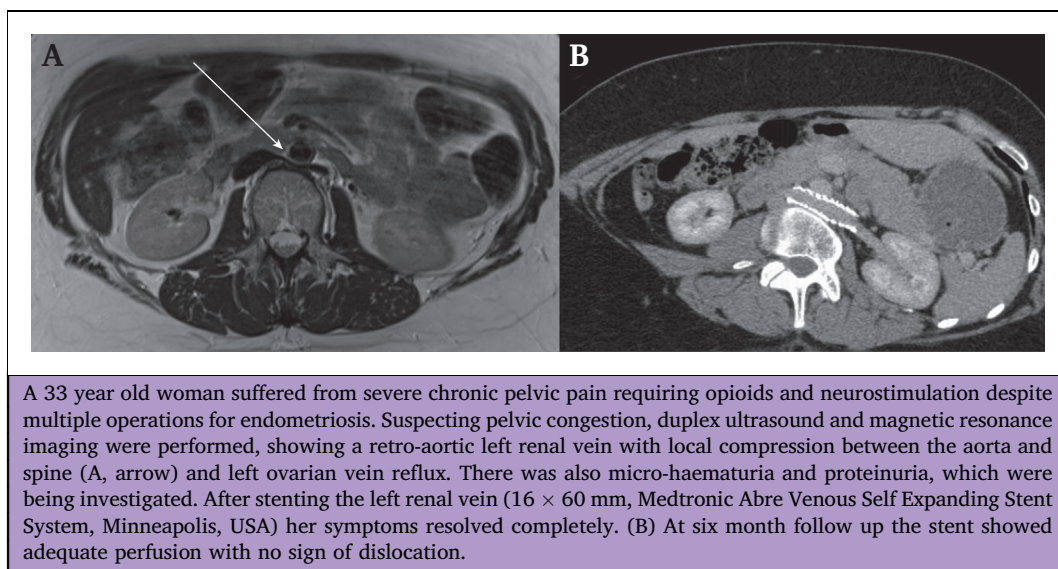 A
B
A 33 year old woman suffered from severe chronic pelvic pain requiring opioids and neurostimulation despite
multiple operations for endometriosis. Suspecting pelvic congestion, duplex ultrasound and magnetic resonance
imaging were performed, showing a retro-aortic left renal vein with local compression between the aorta and
spine (A, arrow) and left ovarian vein reflux. There was also micro-haematuria and proteinuria, which were
being investigated. After stenting the left renal vein (16 × 60 mm, Medtronic Abre Venous Self Expanding Stent
System, Minneapolis, USA) her symptoms resolved completely. (B) At six month follow up the stent showed
adequate perfusion with no sign of dislocation.